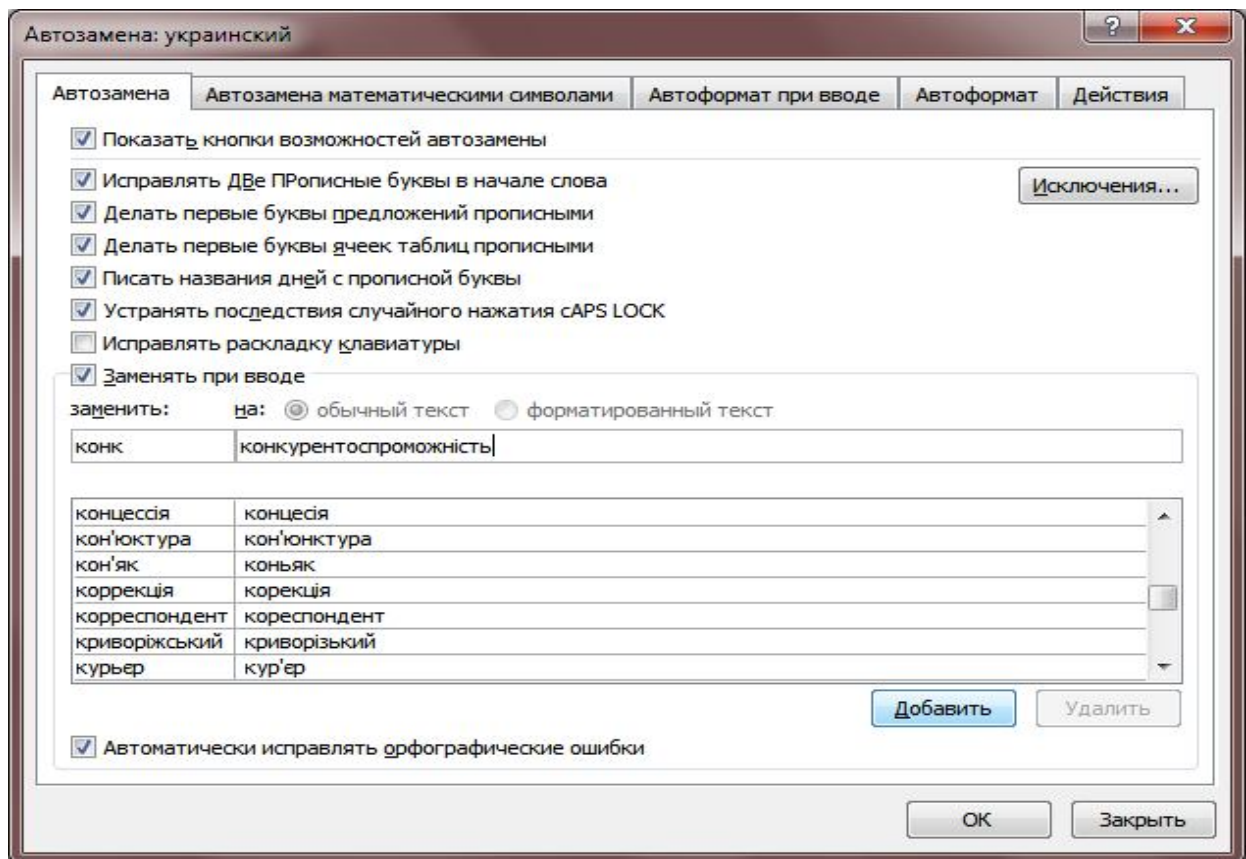 Автозамена: украинский
Автозамена Автозамена математическими символами Автоформат при вводе Автоформат Действия
Показать кнопки возможностей автозамены
Исправлять ДВе ПРописные буквы в начале слова
Исключения...
Делать первые буквы предложений прописными
Делать первые буквы ячеек таблиц прописными
Писать названия дней с прописной буквы
Устранять последствия случайного нажатия cAPS LOCK
Исправлять раскладку клавиатуры
Заменять при вводе
заменить: на: обычный текст форматированный текст
конк конкурентоспроможність
концессія концесія
кон'юктура кон'юнктура
кон'як коньяк
коррекція корекція
корреспондент кореспондент
криворіжський криворізький
курьєр кур'єр
Добавить Удалить
Автоматически исправлять орфографические ошибки
ОК Закрыть